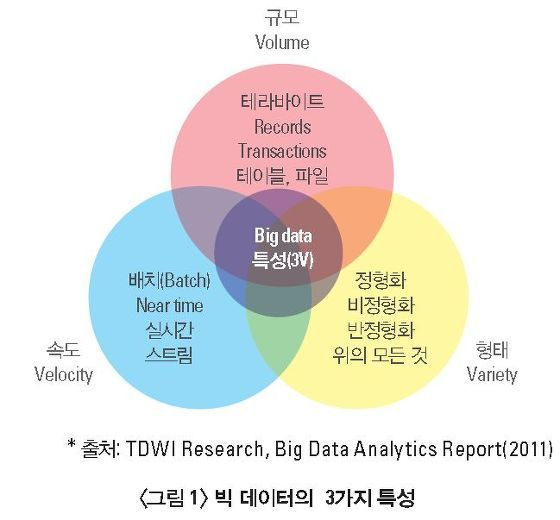 규모
Volume
테라바이트
Records
Transactions
테이블, 파일
Big data
특성(3V)
배치(Batch)
Near time
실시간
스트림
정형화
비정형화
반정형화
위의 모든 것
속도
Velocity
형태
Variety
* 출처: TDWI Research, Big Data Analytics Report(2011)
〈그림 1〉 빅 데이터의 3가지 특성